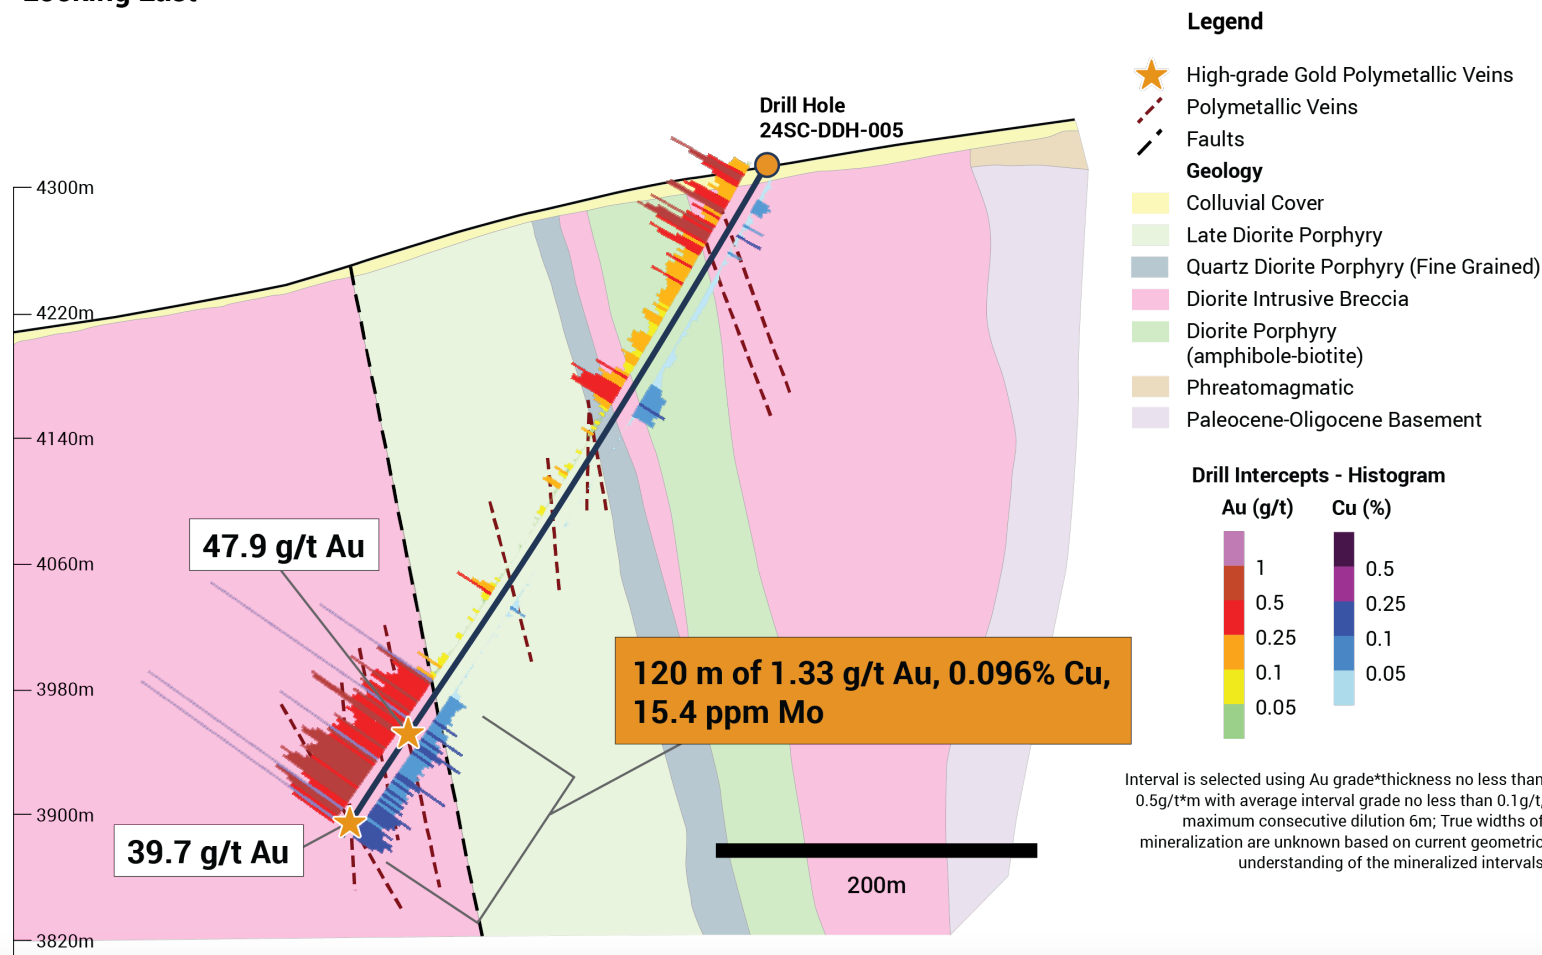 Looking East
Drill Hole
24SC-DDH-005
4300m
4220m
4140m
4060m
3980m
3900m
3820m
47.9 g/t Au
39.7 g/t Au
120 m of 1.33 g/t Au, 0.096% Cu,
15.4 ppm Mo
200m
Legend
High-grade Gold Polymetallic Veins
Polymetallic Veins
Faults
Geology
Colluvial Cover
Late Diorite Porphyry
Quartz Diorite Porphyry (Fine Grained)
Diorite Intrusive Breccia
Diorite Porphyry
(amphibole-biotite)
Phreatomagmatic
Paleocene-Oligocene Basement
Drill Intercepts - Histogram
Au (g/t) Cu (%)
1
0.5
0.25
0.1
0.05
0.5
0.25
0.1
0.05
Interval is selected using Au grade*thickness no less than
0.5g/t*m with average interval grade no less than 0.1g/t,
maximum consecutive dilution 6m; True widths of
mineralization are unknown based on current geometric
understanding of the mineralized intervals